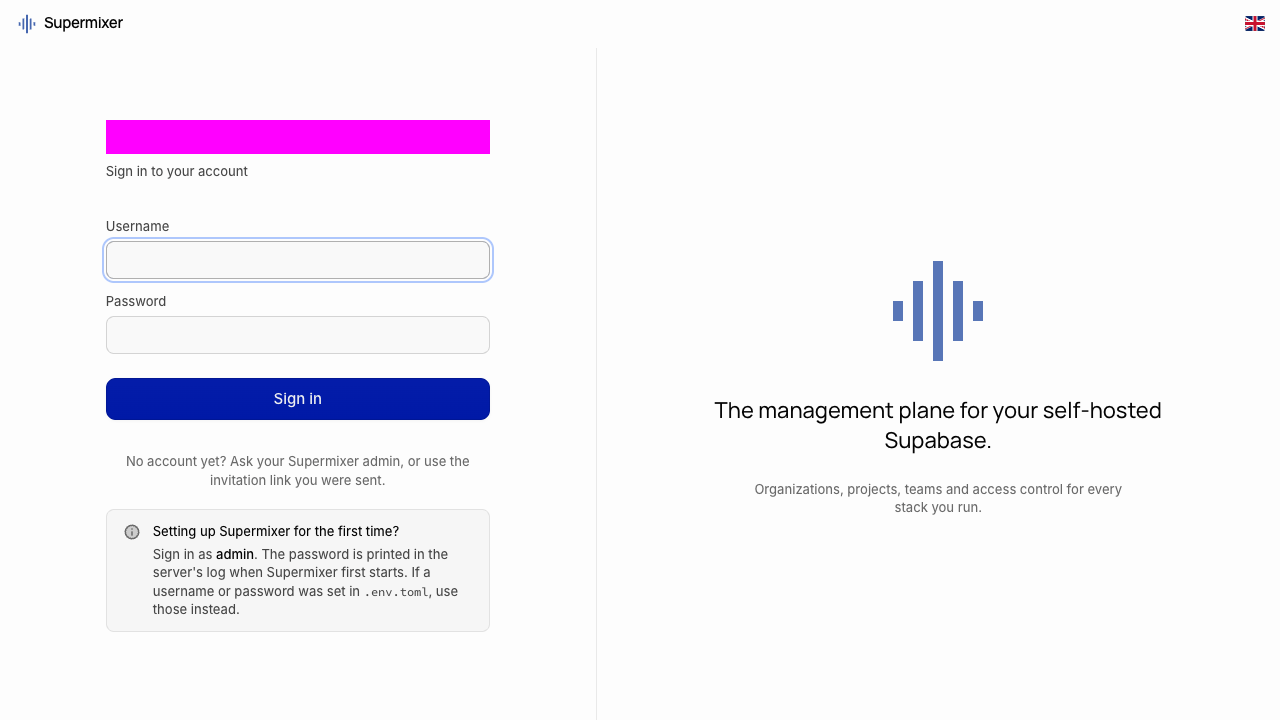 Supermixer
Sign in to your account
Username
Password
Sign in
No account yet? Ask your Supermixer admin, or use the
invitation link you were sent.
Setting up Supermixer for the first time?
Sign in as admin. The password is printed in the
server's log when Supermixer first starts. If a
username or password was set in .env.toml, use
those instead.
The management plane for your self-hosted
Supabase.
Organizations, projects, teams and access control for every
stack you run.